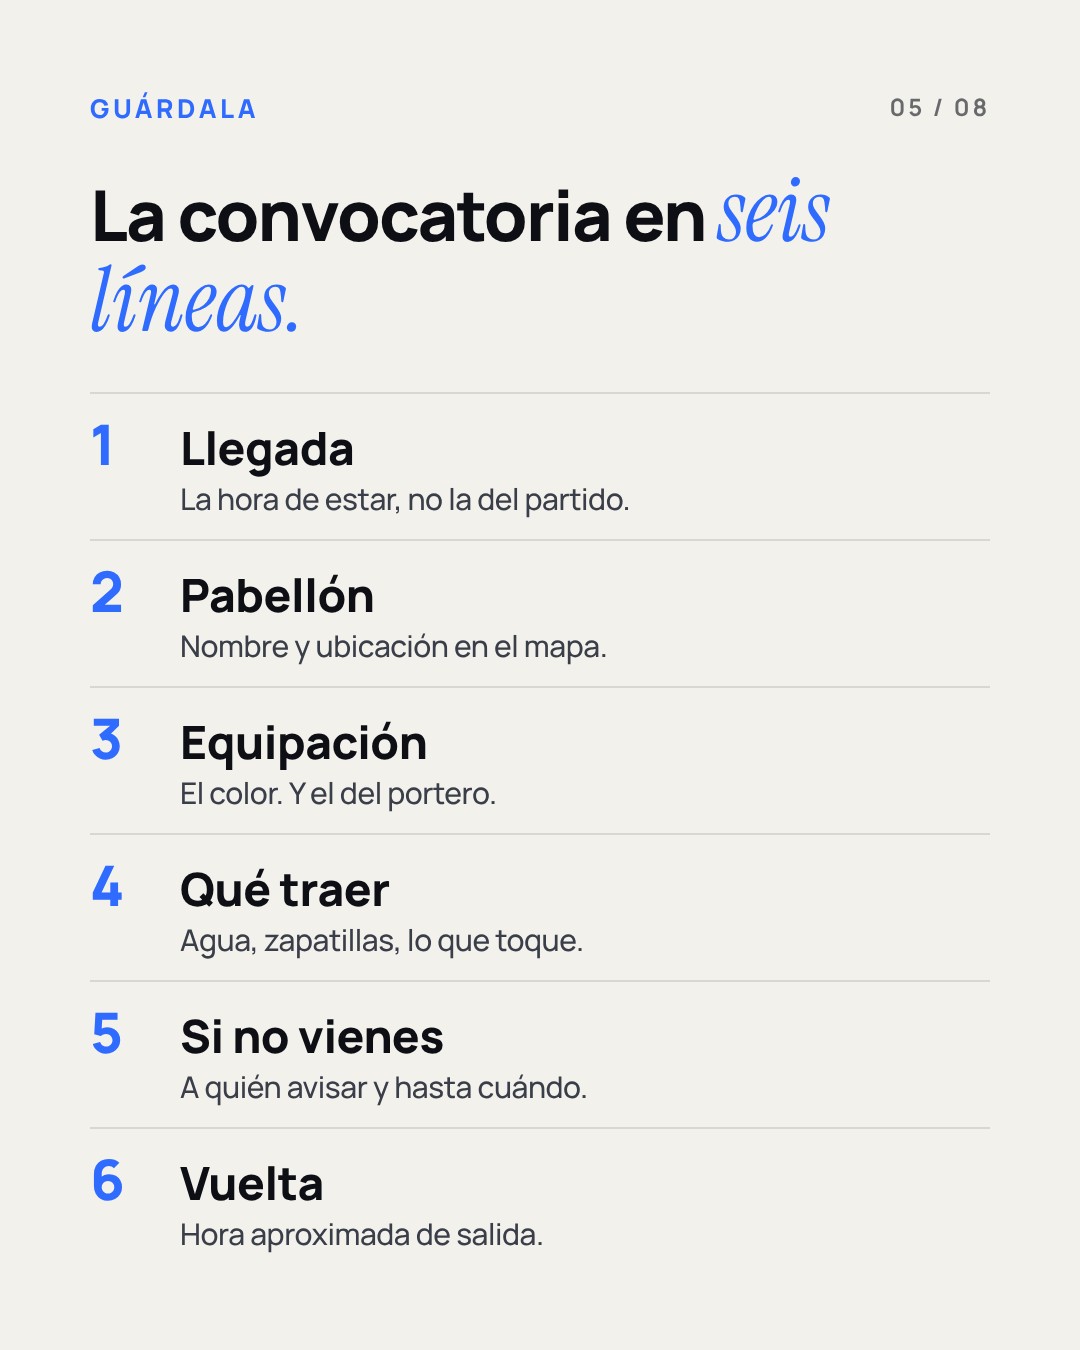 GUÁRDALA
05 / 08
La convocatoria en seis
líneas.
1
Llegada
La hora de estar, no la del partido.
2
Pabellón
Nombre y ubicación en el mapa.
3
Equipación
El color. Y el del portero.
4
Qué traer
Agua, zapatillas, lo que toque.
5
Si no vienes
A quién avisar y hasta cuándo.
6
Vuelta
Hora aproximada de salida.